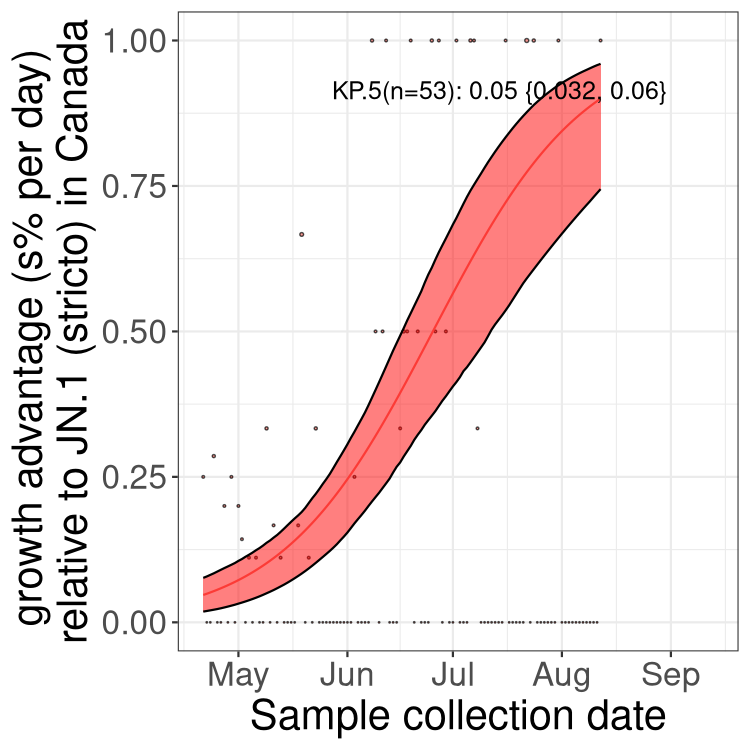 growth advantage (s% per day)
relative to JN.1 (stricto) in Canada
1.00
0.75
0.50
0.25
0.00
KP.5(n=53): 0.05 {0.032, 0.06}
May Jun Jul Aug Sep
Sample collection date